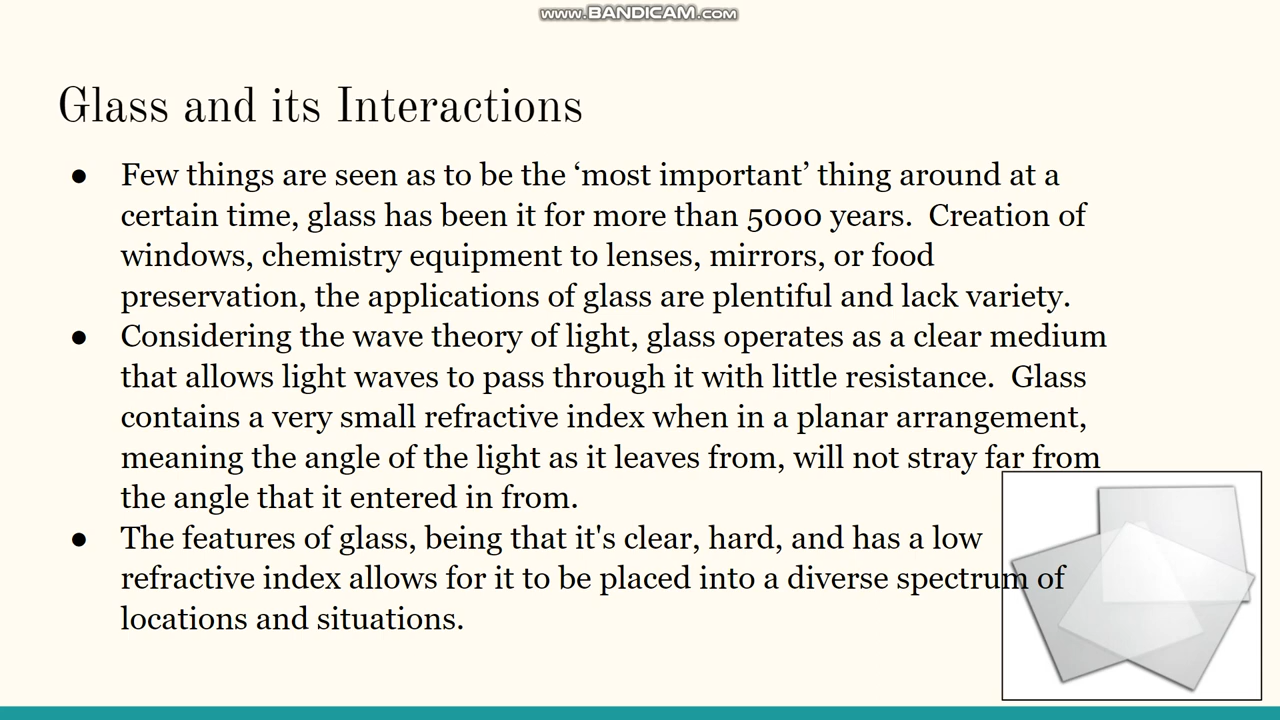 www.BANDICAM.com
Glass and its Interactions
● Few things are seen as to be the ‘most important’ thing around at a
certain time, glass has been it for more than 5000 years.  Creation of
windows, chemistry equipment to lenses, mirrors, or food
preservation, the applications of glass are plentiful and lack variety.
● Considering the wave theory of light, glass operates as a clear medium
that allows light waves to pass through it with little resistance.  Glass
contains a very small refractive index when in a planar arrangement,
meaning the angle of the light as it leaves from, will not stray far from
the angle that it entered in from.
● The features of glass, being that it's clear, hard, and has a low
refractive index allows for it to be placed into a diverse spectrum of
locations and situations.